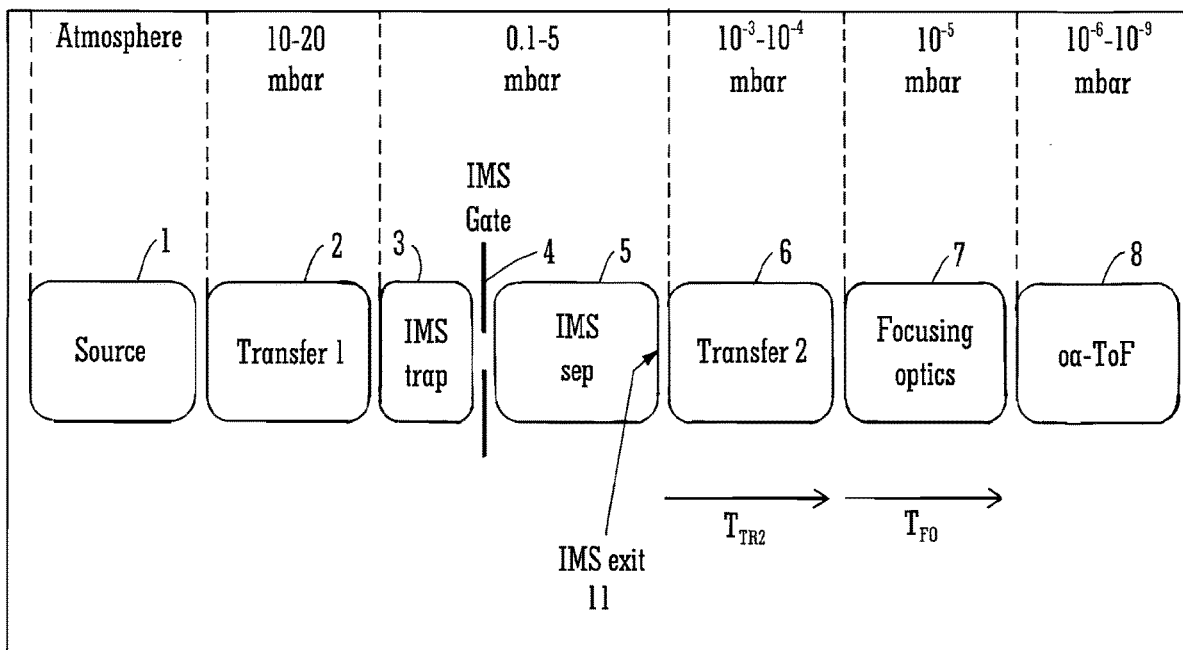 Atmosphere
10-20
mbar
0.1-5
mbar
10⁻³-10⁻⁴
mbar
10⁻⁵
mbar
10⁻⁶-10⁻⁹
mbar
IMS
Gate
1
2
3
4
5
6
7
8
Source
Transfer 1
IMS
trap
IMS
sep
Transfer 2
Focusing
optics
oa-ToF
T_TR2
T_FO
IMS exit
11